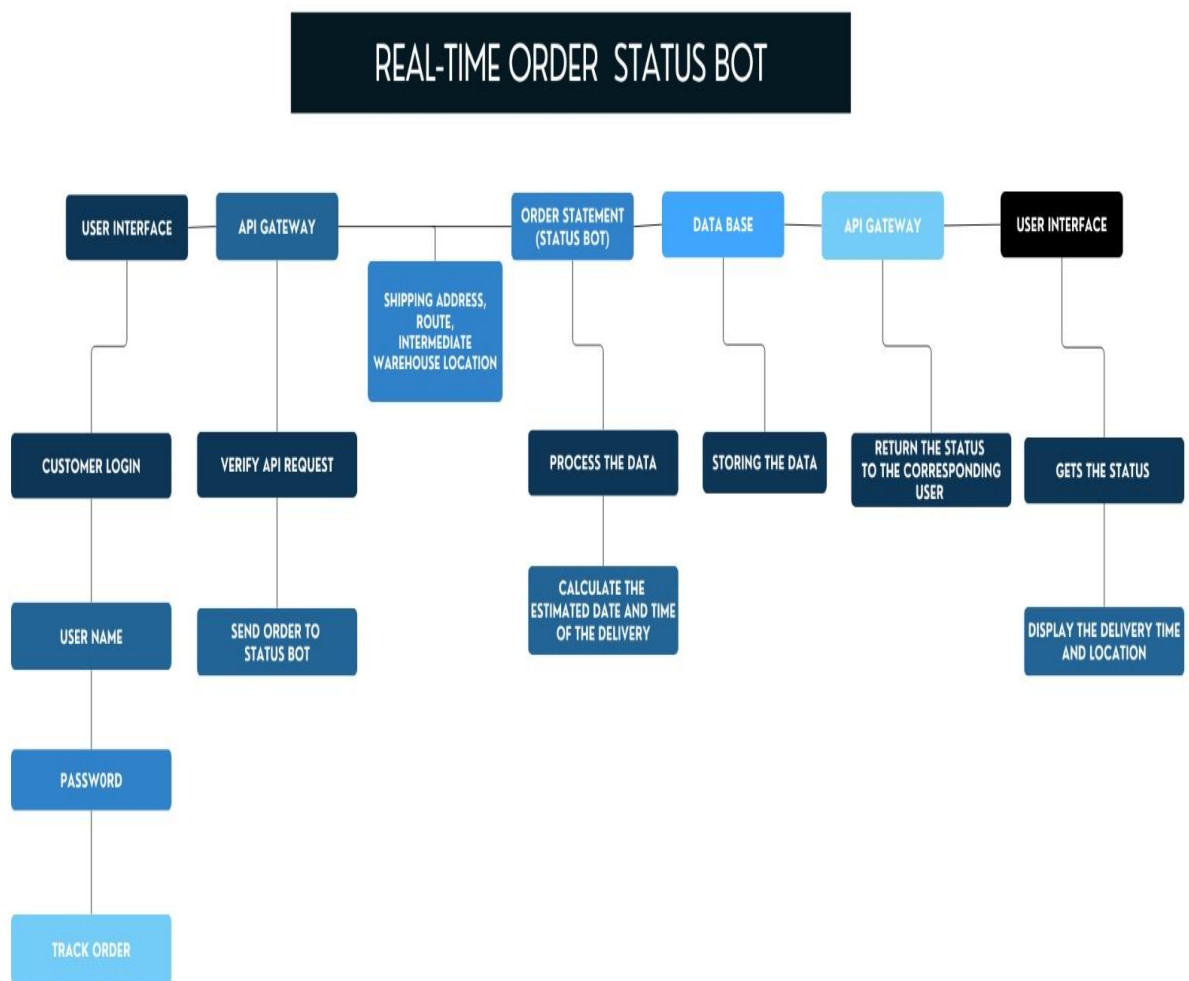 REAL-TIME ORDER STATUS BOT
USER INTERFACE
API GATEWAY
ORDER STATEMENT
(STATUS BOT)
DATA BASE
API GATEWAY
USER INTERFACE
SHIPPING ADDRESS,
ROUTE,
INTERMEDIATE
WAREHOUSE LOCATION
CUSTOMER LOGIN
VERIFY API REQUEST
PROCESS THE DATA
STORING THE DATA
RETURN THE STATUS
TO THE CORRESPONDING
USER
GETS THE STATUS
USER NAME
SEND ORDER TO
STATUS BOT
CALCULATE THE
ESTIMATED DATE AND TIME
OF THE DELIVERY
DISPLAY THE DELIVERY TIME
AND LOCATION
PASSWORD
TRACK ORDER